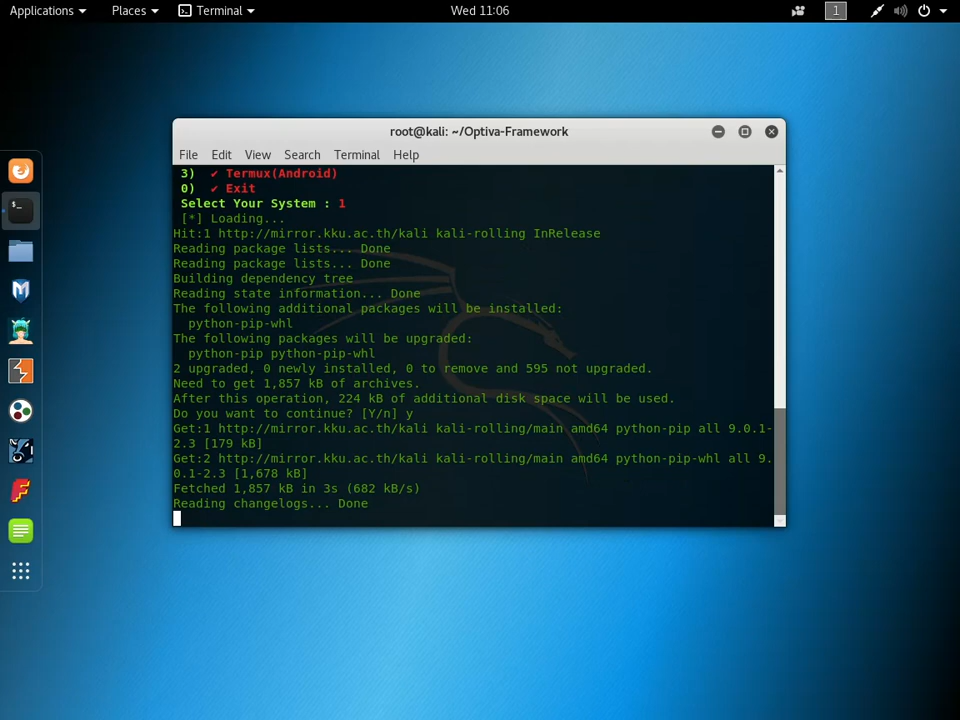 Applications Places Terminal Wed 11:06 1
root@kali: ~/Optiva-Framework
File Edit View Search Terminal Help
3) ✔ Termux(Android)
0) ✔ Exit
Select Your System : 1
[*] Loading...
Hit:1 http://mirror.kku.ac.th/kali kali-rolling InRelease
Reading package lists... Done
Reading package lists... Done
Building dependency tree
Reading state information... Done
The following additional packages will be installed:
python-pip-whl
The following packages will be upgraded:
python-pip python-pip-whl
2 upgraded, 0 newly installed, 0 to remove and 595 not upgraded.
Need to get 1,857 kB of archives.
After this operation, 224 kB of additional disk space will be used.
Do you want to continue? [Y/n] y
Get:1 http://mirror.kku.ac.th/kali kali-rolling/main amd64 python-pip all 9.0.1-
2.3 [179 kB]
Get:2 http://mirror.kku.ac.th/kali kali-rolling/main amd64 python-pip-whl all 9.
0.1-2.3 [1,678 kB]
Fetched 1,857 kB in 3s (682 kB/s)
Reading changelogs... Done